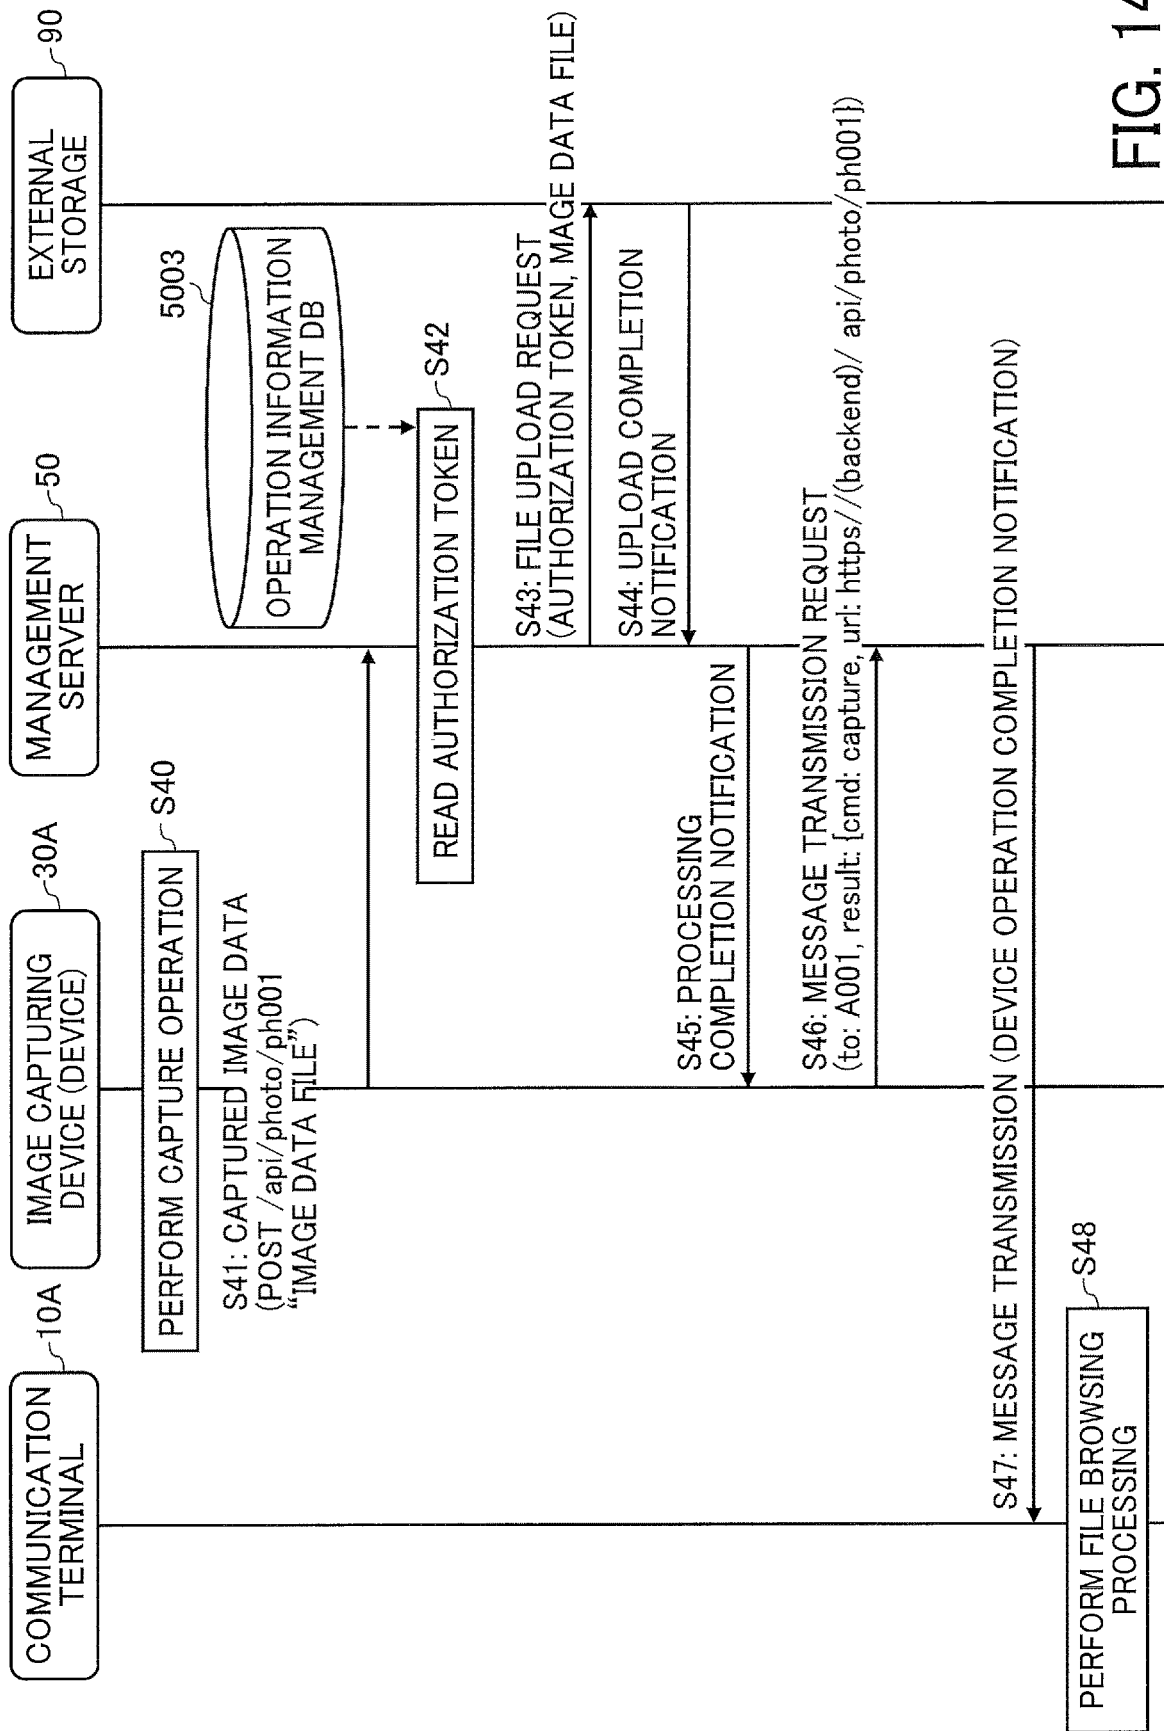 COMMUNICATION
TERMINAL
10A
IMAGE CAPTURING
DEVICE (DEVICE)
30A
MANAGEMENT
SERVER
50
EXTERNAL
STORAGE
90
PERFORM CAPTURE OPERATION
S40
5003
OPERATION INFORMATION
MANAGEMENT DB
S41: CAPTURED IMAGE DATA
(POST /api/photo/ph001
“IMAGE DATA FILE”)
READ AUTHORIZATION TOKEN
S42
S43: FILE UPLOAD REQUEST
(AUTHORIZATION TOKEN, MAGE DATA FILE)
S44: UPLOAD COMPLETION
NOTIFICATION
S45: PROCESSING
COMPLETION NOTIFICATION
S46: MESSAGE TRANSMISSION REQUEST
(to: A001, result: {cmd: capture, url: https//(backend)/ api/photo/ph001})
S47: MESSAGE TRANSMISSION (DEVICE OPERATION COMPLETION NOTIFICATION)
PERFORM FILE BROWSING
PROCESSING
S48
FIG. 14